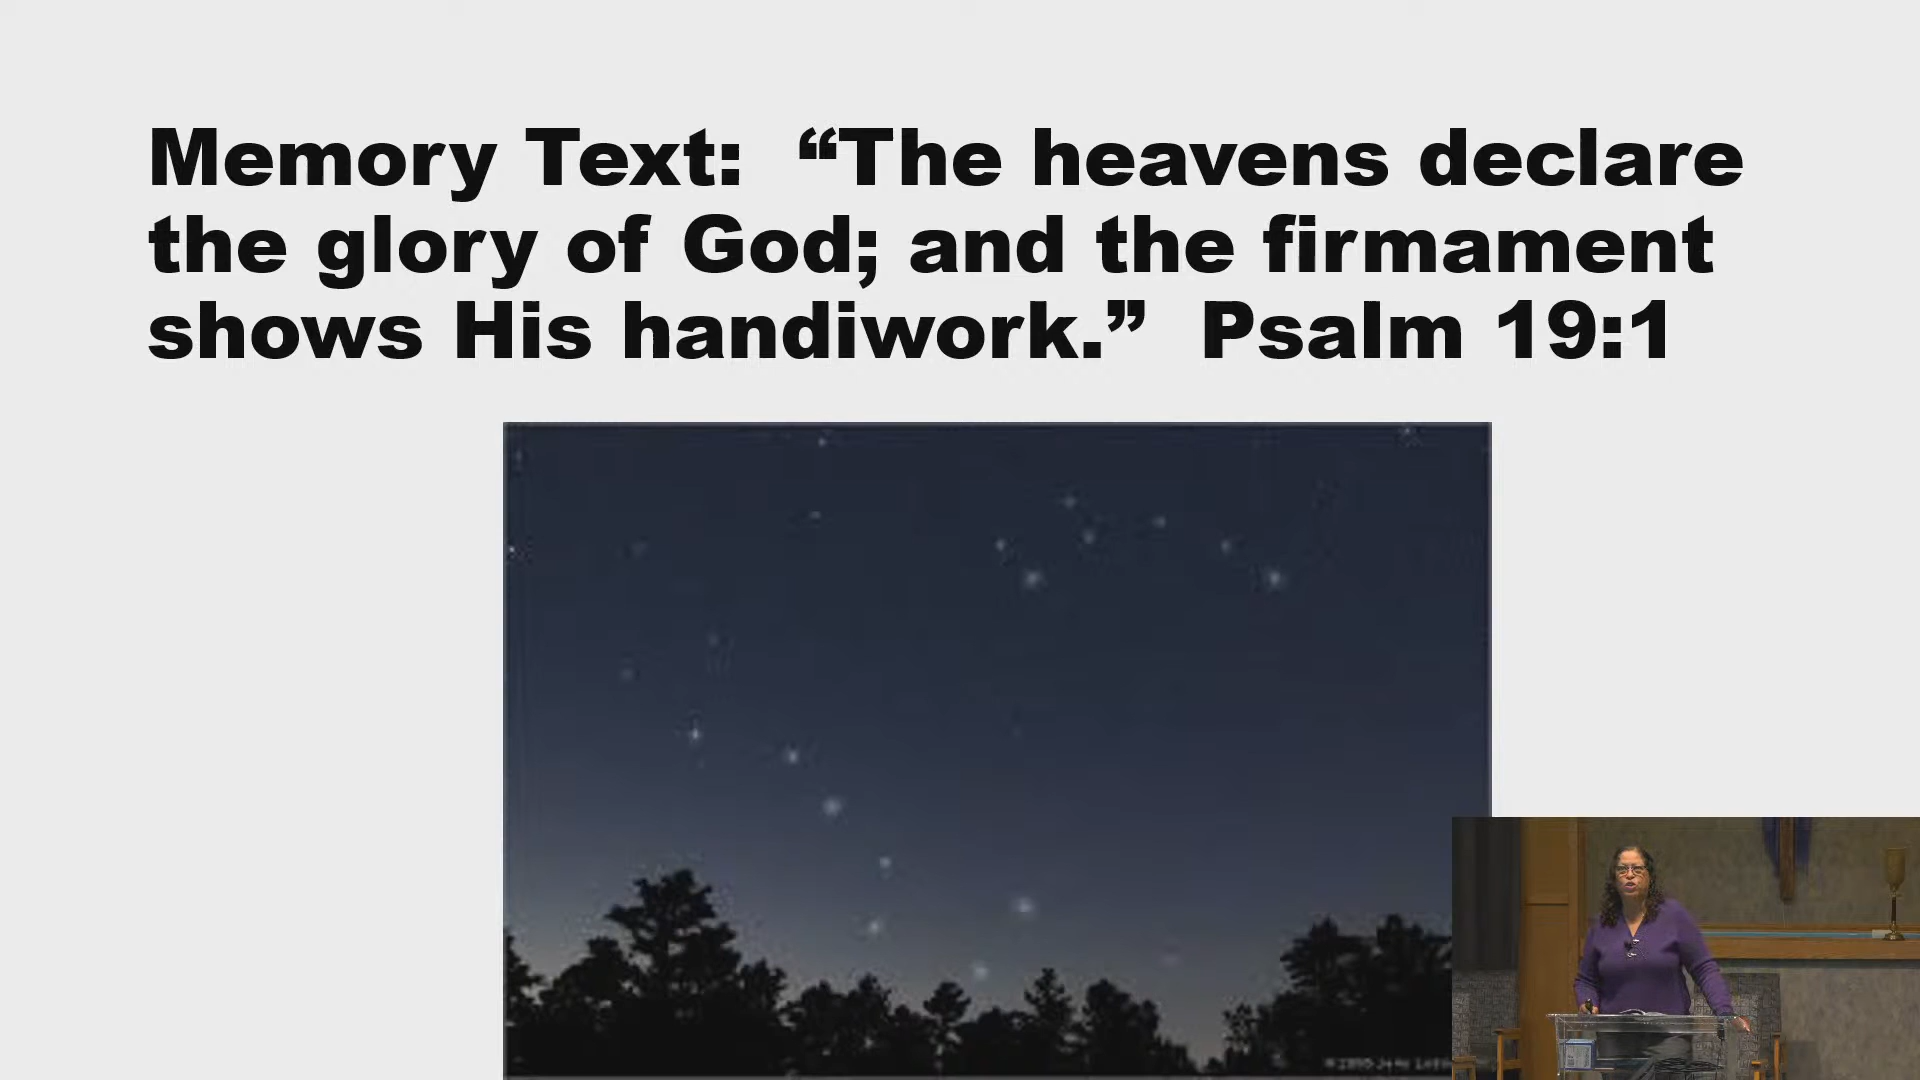 Memory Text:  “The heavens declare
the glory of God; and the firmament
shows His handiwork.”  Psalm 19:1